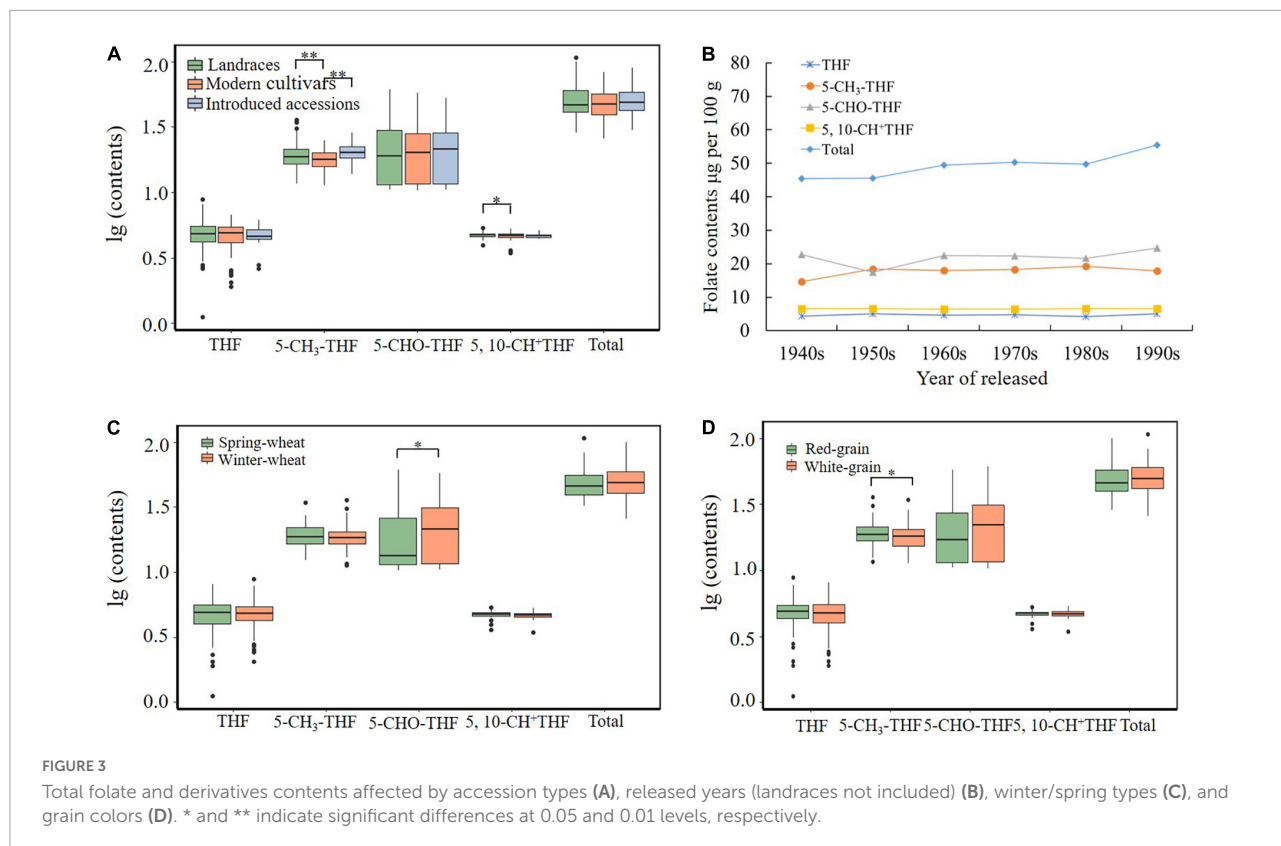 A
2.0
1.5
1.0
0.5
0.0
lg (contents)
Landraces
Modern cultivars
Introduced accessions
**
**
*
THF
5-CH₃-THF
5-CHO-THF
5, 10-CH⁺THF
Total
B
80
70
60
50
40
30
20
10
0
Folate contents µg per 100 g
THF
5-CH₃-THF
5-CHO-THF
5, 10-CH⁺THF
Total
1940s
1950s
1960s
1970s
1980s
1990s
Year of released
C
2.0
1.5
1.0
0.5
0.0
lg (contents)
Spring-wheat
Winter-wheat
*
THF
5-CH₃-THF
5-CHO-THF
5, 10-CH⁺THF
Total
D
2.0
1.5
1.0
0.5
0.0
lg (contents)
Red-grain
White-grain
*
THF
5-CH₃-THF
5-CHO-THF
5, 10-CH⁺THF
Total
FIGURE 3
Total folate and derivatives contents affected by accession types (A), released years (landraces not included) (B), winter/spring types (C), and
grain colors (D). * and ** indicate significant differences at 0.05 and 0.01 levels, respectively.